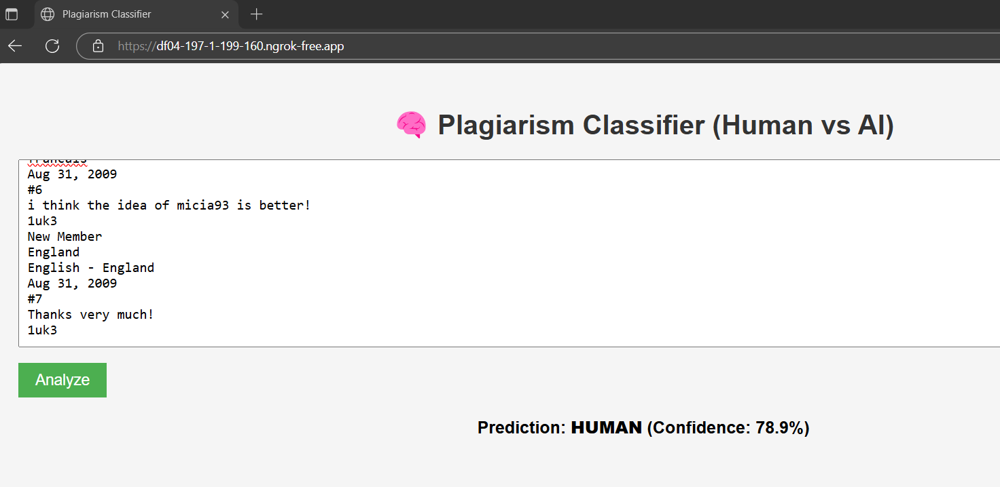 Plagiarism Classifier
https://df04-197-1-199-160.ngrok-free.app
🧠 Plagiarism Classifier (Human vs AI)
francais
Aug 31, 2009
#6
i think the idea of micia93 is better!
1uk3
New Member
England
English - England
Aug 31, 2009
#7
Thanks very much!
1uk3
Analyze
Prediction: HUMAN (Confidence: 78.9%)